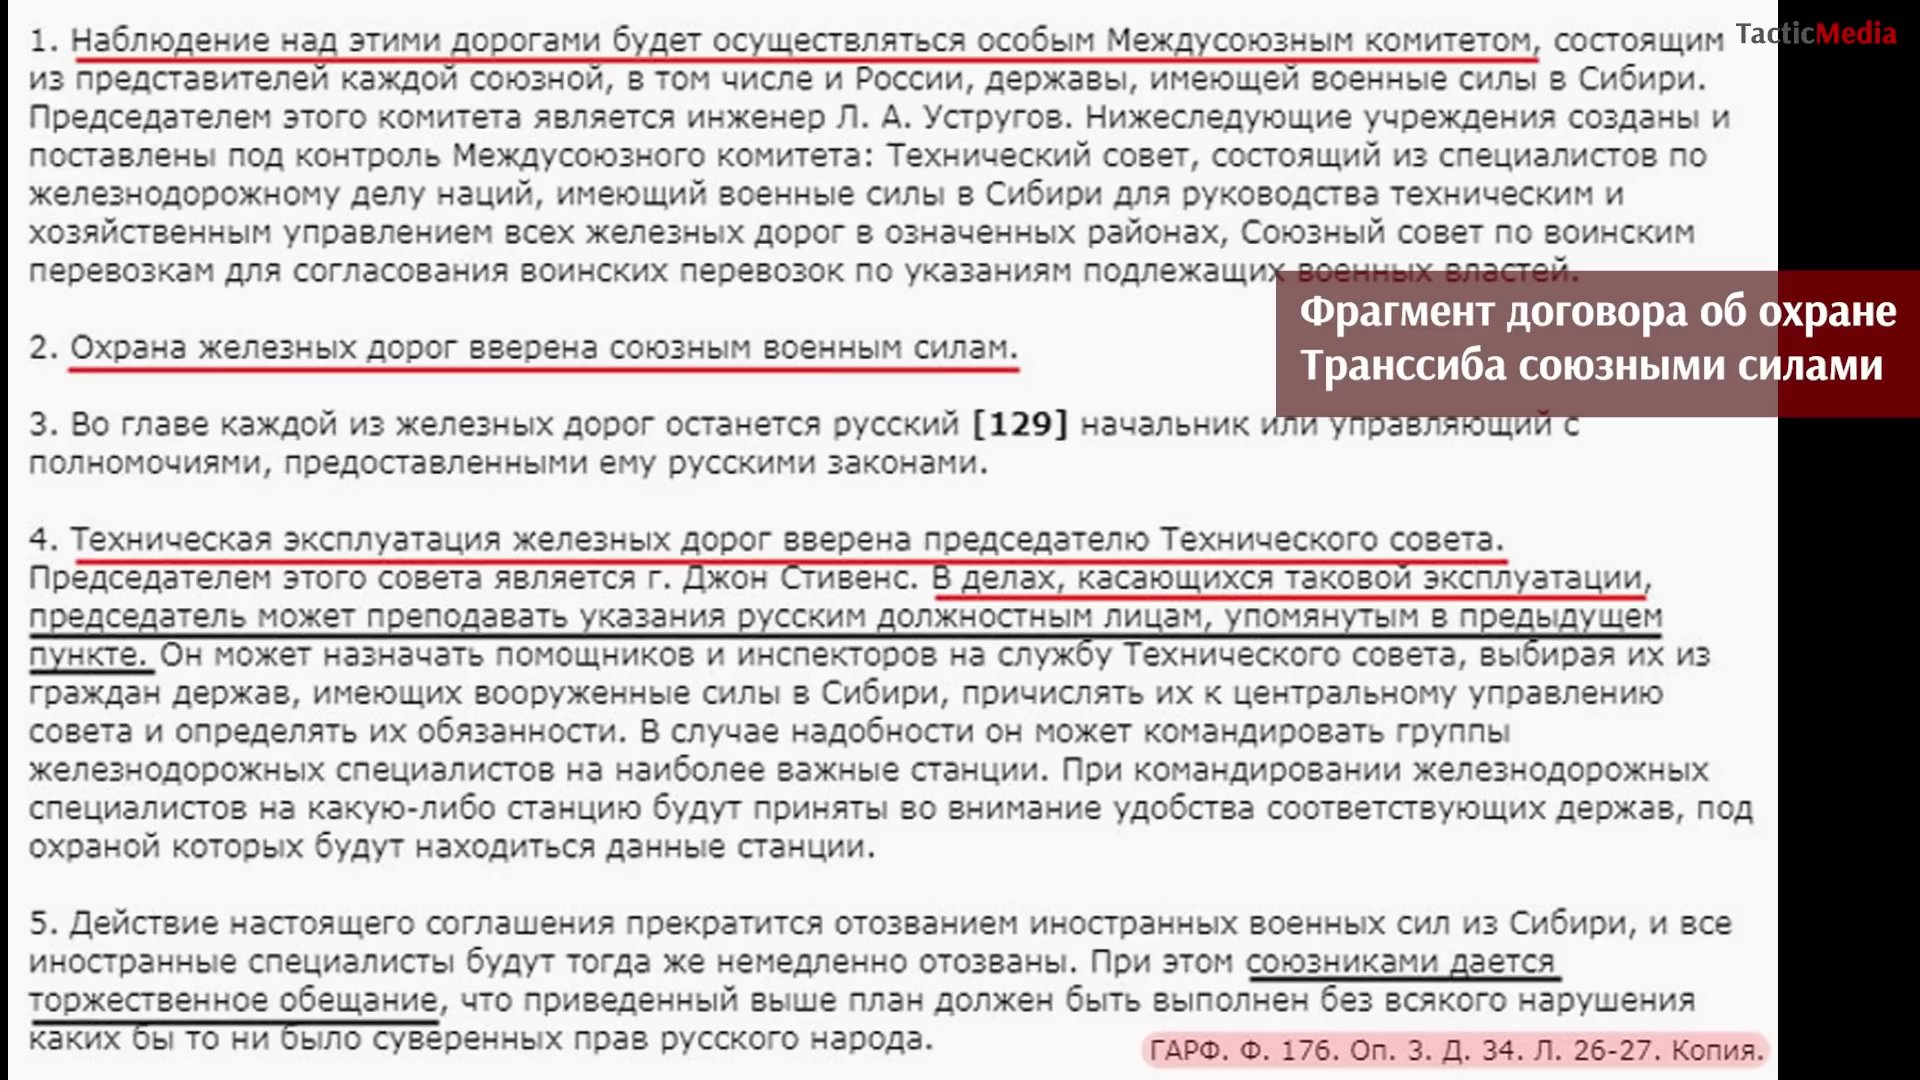 TacticMedia
1. Наблюдение над этими дорогами будет осуществляться особым Междусоюзным комитетом, состоящим
из представителей каждой союзной, в том числе и России, державы, имеющей военные силы в Сибири.
Председателем этого комитета является инженер Л. А. Устругов. Нижеследующие учреждения созданы и
поставлены под контроль Междусоюзного комитета: Технический совет, состоящий из специалистов по
железнодорожному делу наций, имеющий военные силы в Сибири для руководства техническим и
хозяйственным управлением всех железных дорог в означенных районах, Союзный совет по воинским
перевозкам для согласования воинских перевозок по указаниям подлежащих военных властей.
Фрагмент договора об охране
Транссиба союзными силами
2. Охрана железных дорог вверена союзным военным силам.
3. Во главе каждой из железных дорог останется русский [129] начальник или управляющий с
полномочиями, предоставленными ему русскими законами.
4. Техническая эксплуатация железных дорог вверена председателю Технического совета.
Председателем этого совета является г. Джон Стивенс. В делах, касающихся таковой эксплуатации,
председатель может преподавать указания русским должностным лицам, упомянутым в предыдущем
пункте. Он может назначать помощников и инспекторов на службу Технического совета, выбирая их из
граждан держав, имеющих вооруженные силы в Сибири, причислять их к центральному управлению
совета и определять их обязанности. В случае надобности он может командировать группы
железнодорожных специалистов на наиболее важные станции. При командировании железнодорожных
специалистов на какую-либо станцию будут приняты во внимание удобства соответствующих держав, под
охраной которых будут находиться данные станции.
5. Действие настоящего соглашения прекратится отозванием иностранных военных сил из Сибири, и все
иностранные специалисты будут тогда же немедленно отозваны. При этом союзниками дается
торжественное обещание, что приведенный выше план должен быть выполнен без всякого нарушения
каких бы то ни было суверенных прав русского народа.
ГАРФ. Ф. 176. Оп. 3. Д. 34. Л. 26-27. Копия.